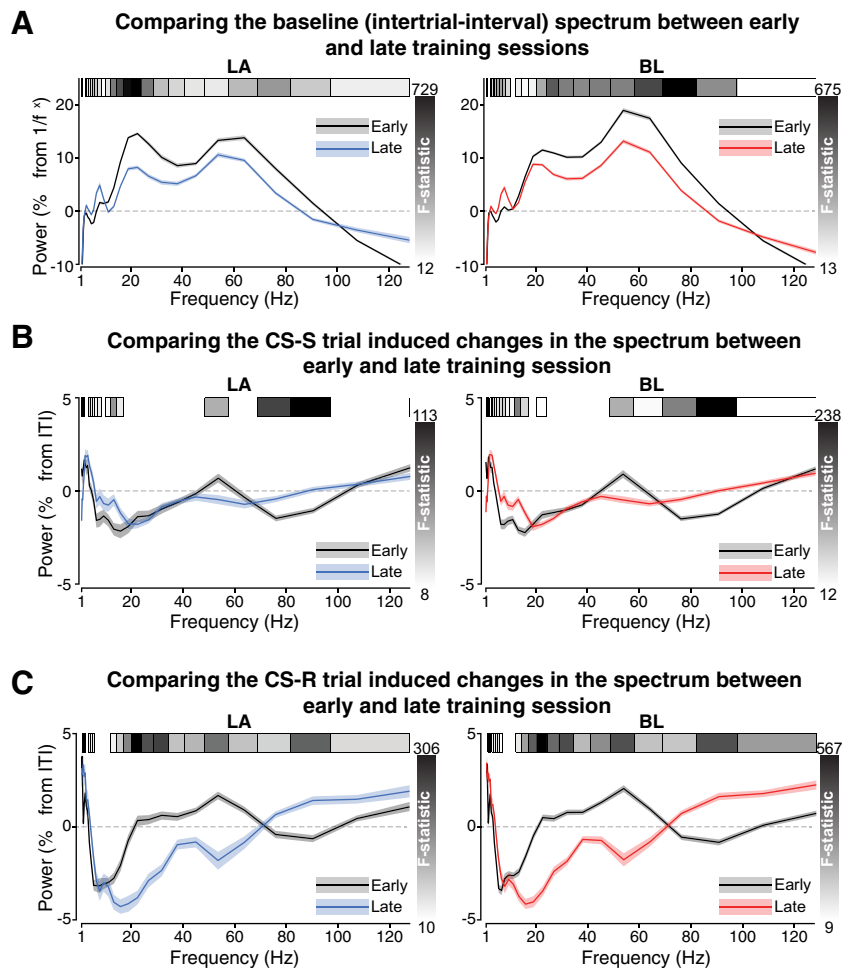 A
Comparing the baseline (intertrial-interval) spectrum between early
and late training sessions
LA
BL
729
675
20
10
0
-10
Power (% from 1/f x)
Early
Late
F-statistic
12
1 20 40 60 80 100 120
Frequency (Hz)
20
10
0
-10
Early
Late
F-statistic
13
1 20 40 60 80 100 120
Frequency (Hz)
B
Comparing the CS-S trial induced changes in the spectrum between
early and late training session
LA
BL
113
238
5
0
-5
Power (% from ITI)
Early
Late
F-statistic
8
1 20 40 60 80 100 120
Frequency (Hz)
5
0
-5
Early
Late
F-statistic
12
1 20 40 60 80 100 120
Frequency (Hz)
C
Comparing the CS-R trial induced changes in the spectrum between
early and late training session
LA
BL
306
567
5
0
-5
Power (% from ITI)
Early
Late
F-statistic
10
1 20 40 60 80 100 120
Frequency (Hz)
5
0
-5
Early
Late
F-statistic
9
1 20 40 60 80 100 120
Frequency (Hz)